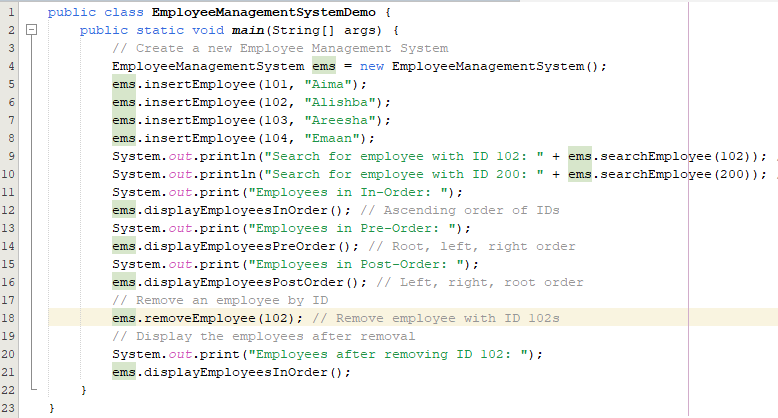 1 public class EmployeeManagementSystemDemo {
2 public static void main(String[] args) {
3 // Create a new Employee Management System
4 EmployeeManagementSystem ems = new EmployeeManagementSystem();
5 ems.insertEmployee(101, "Aima");
6 ems.insertEmployee(102, "Alishba");
7 ems.insertEmployee(103, "Areesha");
8 ems.insertEmployee(104, "Emaan");
9 System.out.println("Search for employee with ID 102: " + ems.searchEmployee(102));
10 System.out.println("Search for employee with ID 200: " + ems.searchEmployee(200));
11 System.out.print("Employees in In-Order: ");
12 ems.displayEmployeesInOrder(); // Ascending order of IDs
13 System.out.print("Employees in Pre-Order: ");
14 ems.displayEmployeesPreOrder(); // Root, left, right order
15 System.out.print("Employees in Post-Order: ");
16 ems.displayEmployeesPostOrder(); // Left, right, root order
17 // Remove an employee by ID
18 ems.removeEmployee(102); // Remove employee with ID 102s
19 // Display the employees after removal
20 System.out.print("Employees after removing ID 102: ");
21 ems.displayEmployeesInOrder();
22 }
23 }